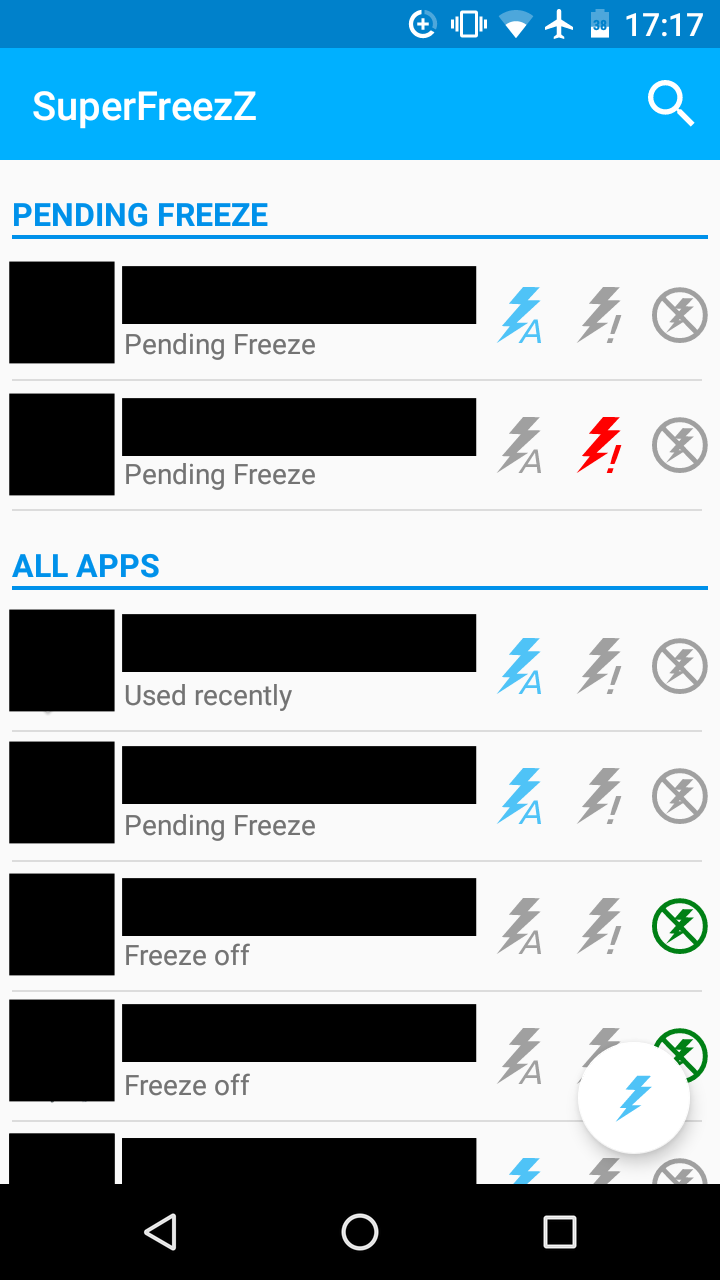 38 17:17
SuperFreezZ
PENDING FREEZE
A !
Pending Freeze
A !
Pending Freeze
ALL APPS
A !
Used recently
A !
Pending Freeze
A !
Freeze off
A
Freeze off